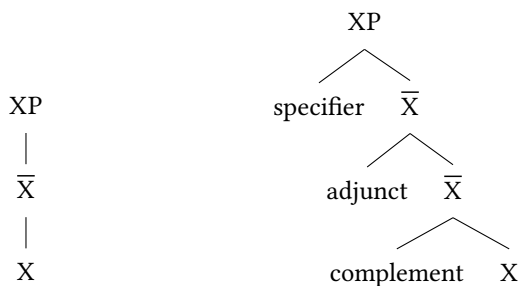 XP
X̅
X
XP
specifier X̅
adjunct X̅
complement X